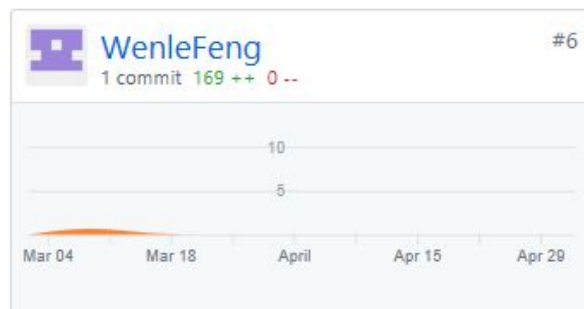 WenleFeng #6
1 commit 169 ++ 0 --
10
5
Mar 04 Mar 18 April Apr 15 Apr 29